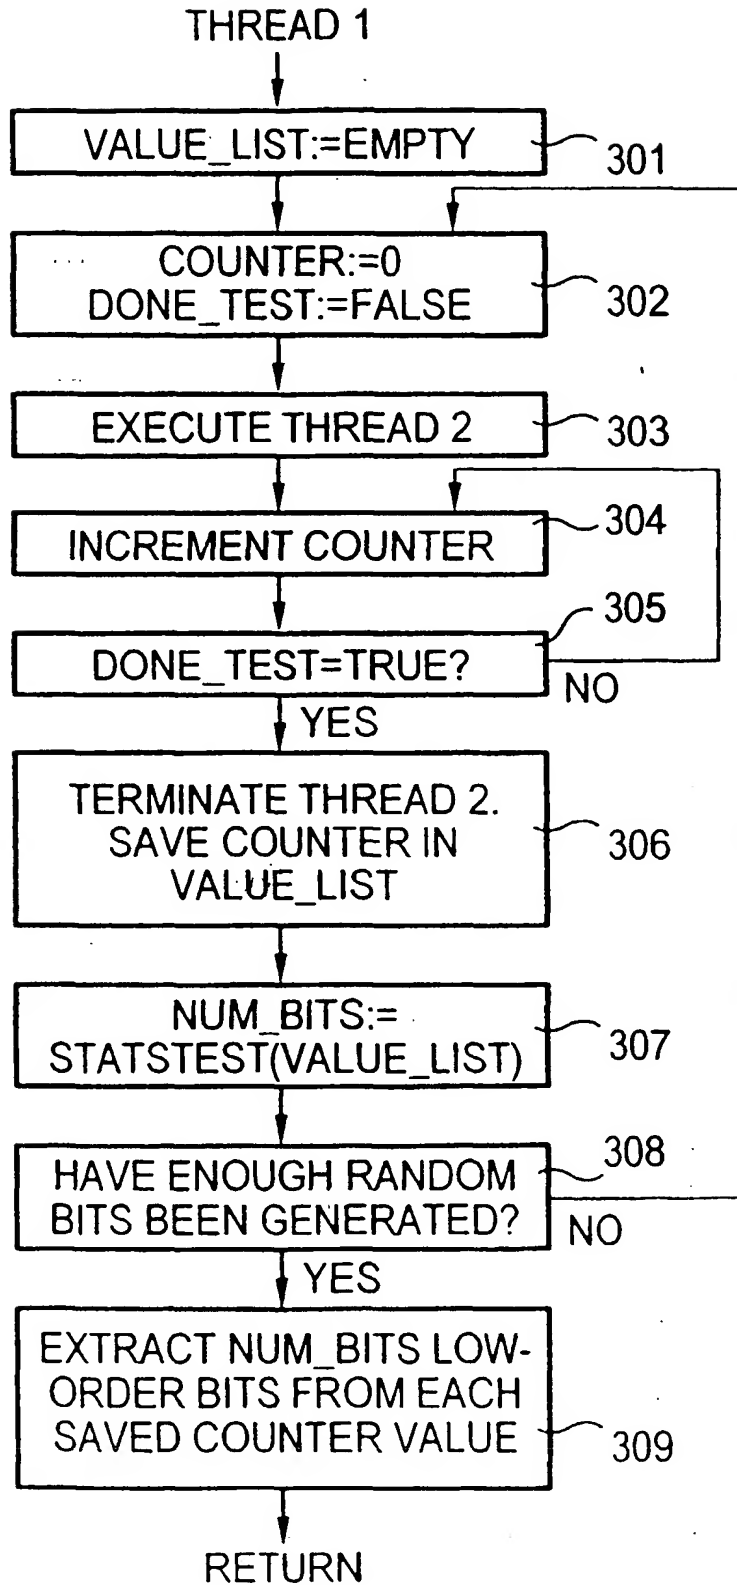 THREAD 1
VALUE_LIST:=EMPTY
301
COUNTER:=0
DONE_TEST:=FALSE
302
EXECUTE THREAD 2
303
INCREMENT COUNTER
304
305
DONE_TEST=TRUE?
NO
YES
TERMINATE THREAD 2.
SAVE COUNTER IN
VALUE_LIST
306
NUM_BITS:=
STATSTEST(VALUE_LIST)
307
HAVE ENOUGH RANDOM
BITS BEEN GENERATED?
308
NO
YES
EXTRACT NUM_BITS LOW-
ORDER BITS FROM EACH
SAVED COUNTER VALUE
309
RETURN